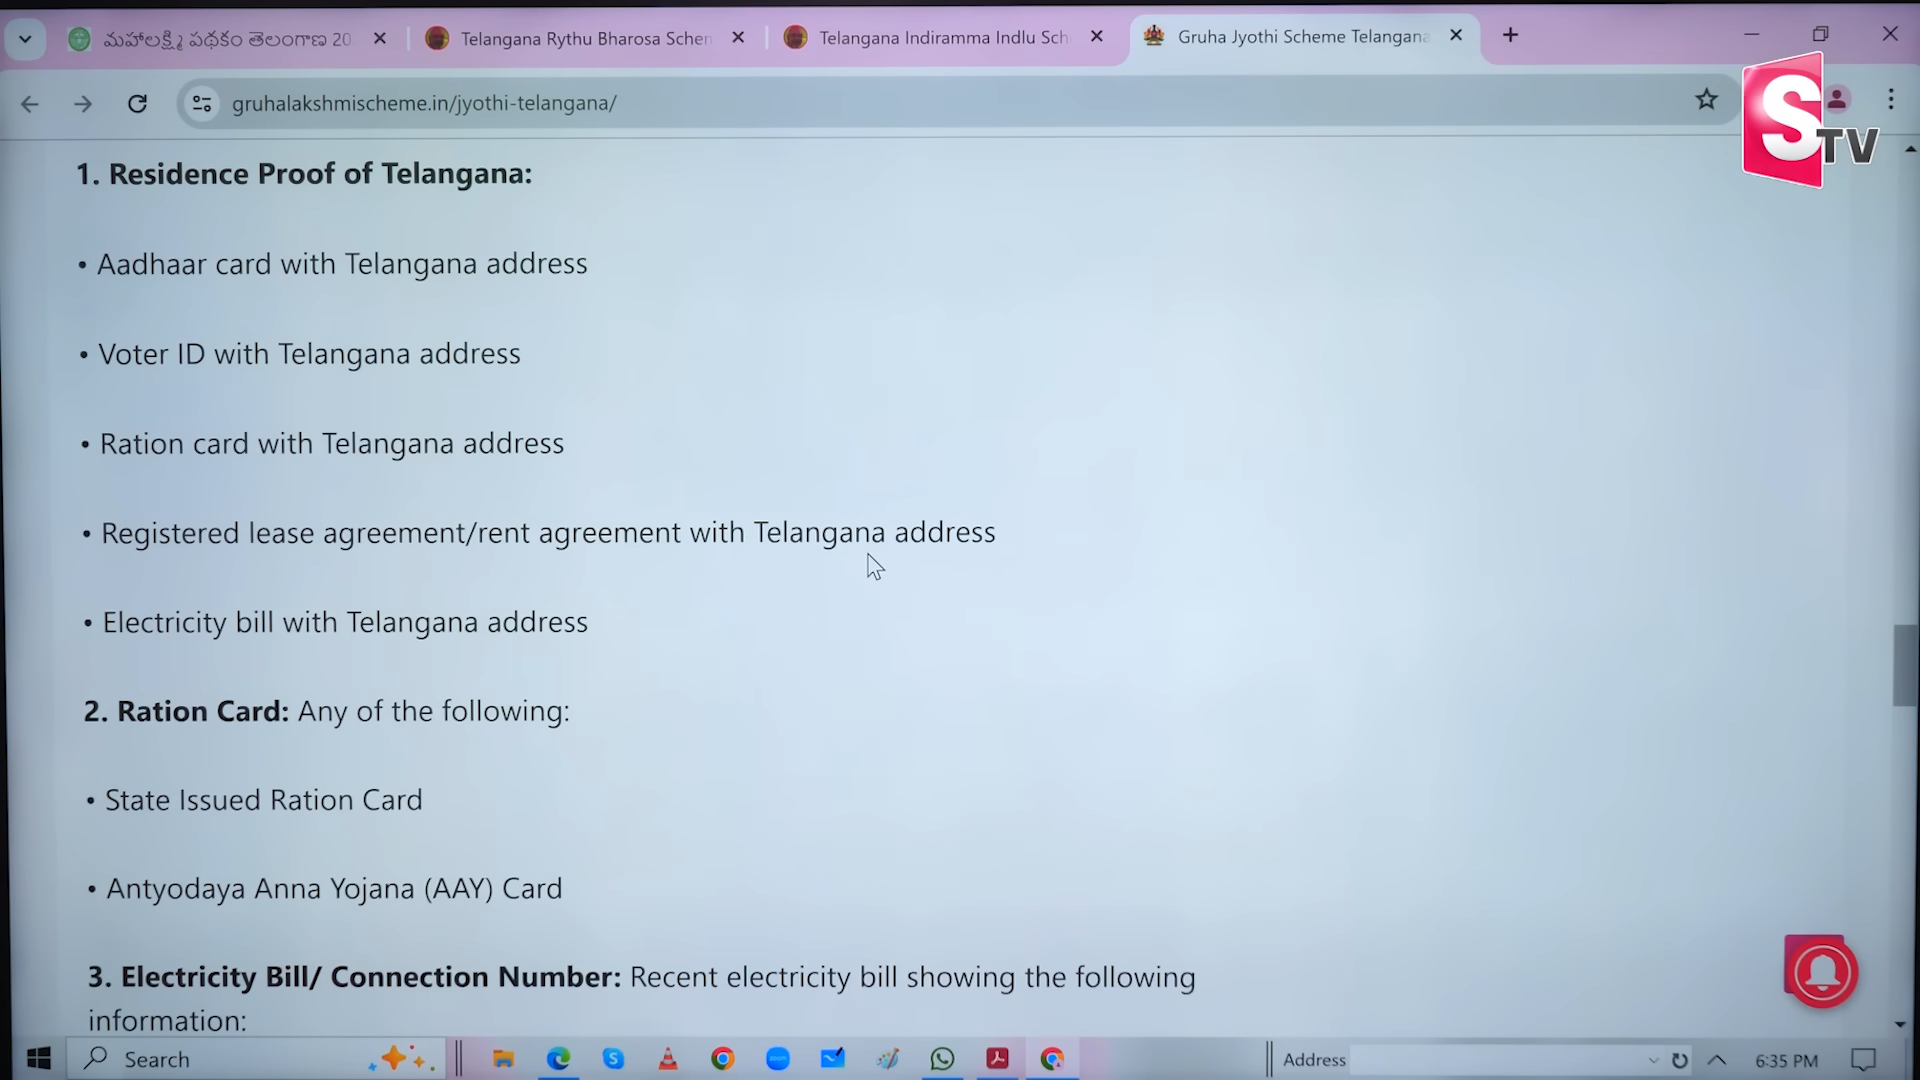 మహాలక్ష్మి పథకం తెలంగాణ 20
Telangana Rythu Bharosa Schem
Telangana Indiramma Indlu Sch
Gruha Jyothi Scheme Telangana
gruhalakshmischeme.in/jyothi-telangana/
S TV
1. Residence Proof of Telangana:
• Aadhaar card with Telangana address
• Voter ID with Telangana address
• Ration card with Telangana address
• Registered lease agreement/rent agreement with Telangana address
• Electricity bill with Telangana address
2. Ration Card: Any of the following:
• State Issued Ration Card
• Antyodaya Anna Yojana (AAY) Card
3. Electricity Bill/ Connection Number: Recent electricity bill showing the following
information:
Search
zoom
Address
6:35 PM